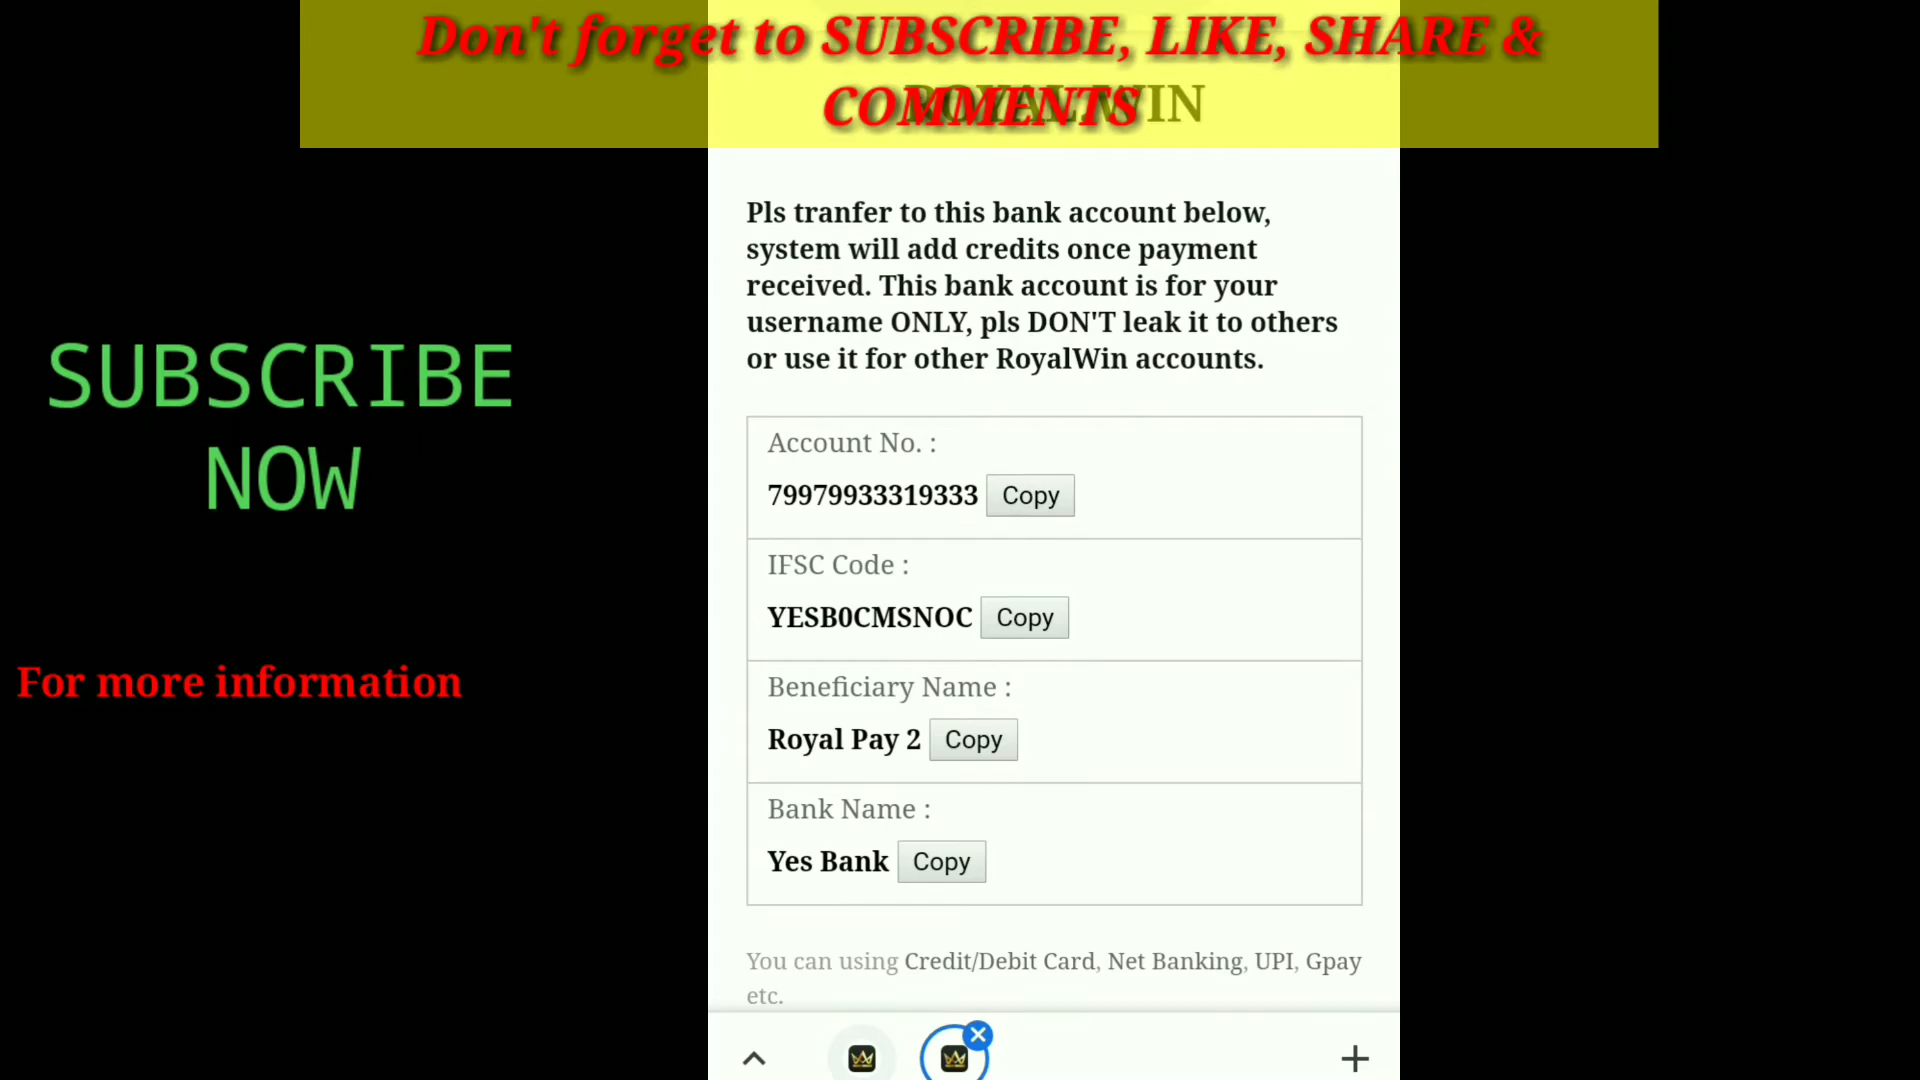 Don't forget to SUBSCRIBE, LIKE, SHARE &
COMMENTS
ROYAL WIN
Pls tranfer to this bank account below,
system will add credits once payment
received. This bank account is for your
username ONLY, pls DON'T leak it to others
or use it for other RoyalWin accounts.
SUBSCRIBE
NOW
For more information
Account No. :
79979933319333 Copy
IFSC Code :
YESB0CMSNOC Copy
Beneficiary Name :
Royal Pay 2 Copy
Bank Name :
Yes Bank Copy
You can using Credit/Debit Card, Net Banking, UPI, Gpay
etc.